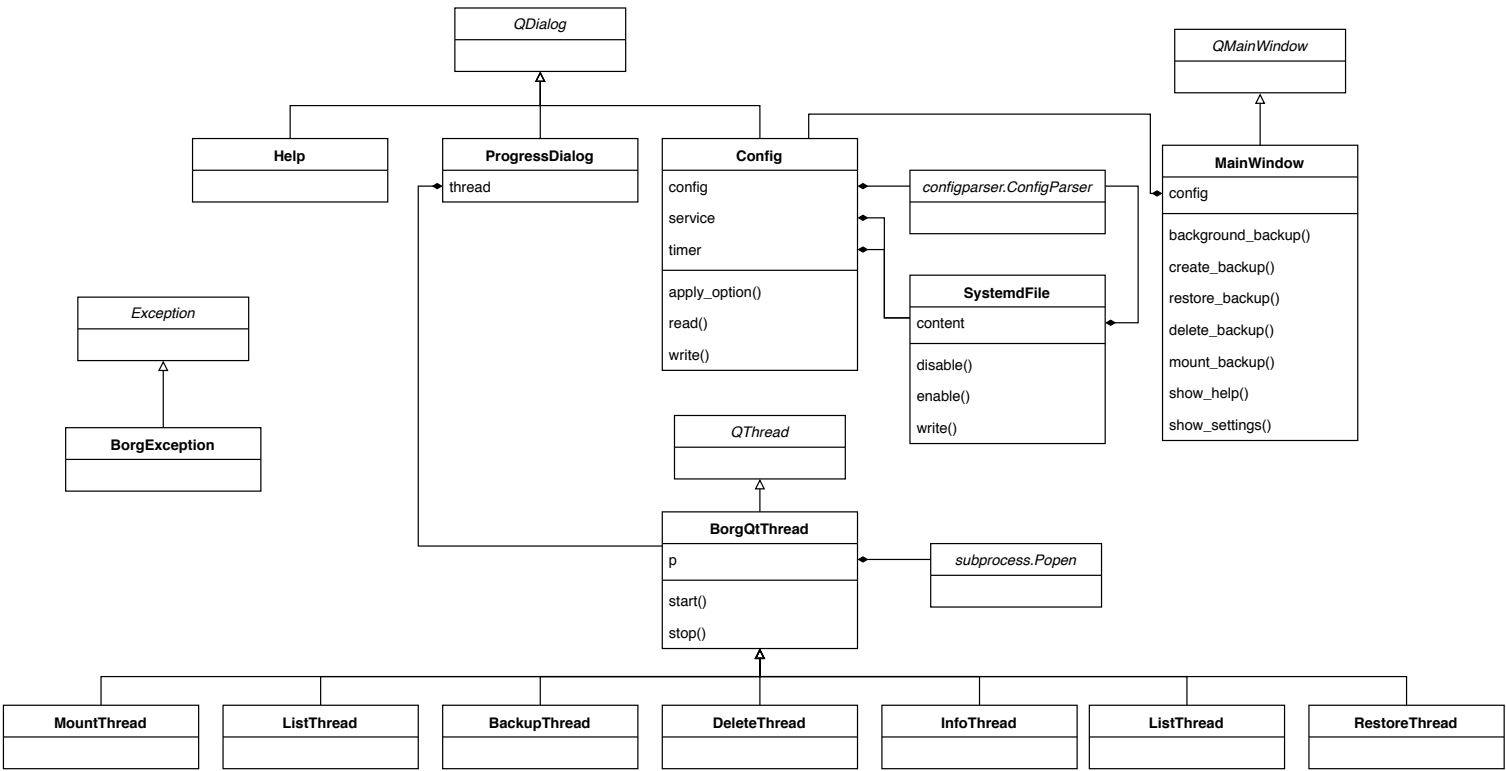 QDialog
QMainWindow
Help
ProgressDialog
thread
Config
config
service
timer
apply_option()
read()
write()
configparser.ConfigParser
SystemdFile
content
disable()
enable()
write()
MainWindow
config
background_backup()
create_backup()
restore_backup()
delete_backup()
mount_backup()
show_help()
show_settings()
Exception
BorgException
QThread
BorgQtThread
p
start()
stop()
subprocess.Popen
MountThread
ListThread
BackupThread
DeleteThread
InfoThread
ListThread
RestoreThread